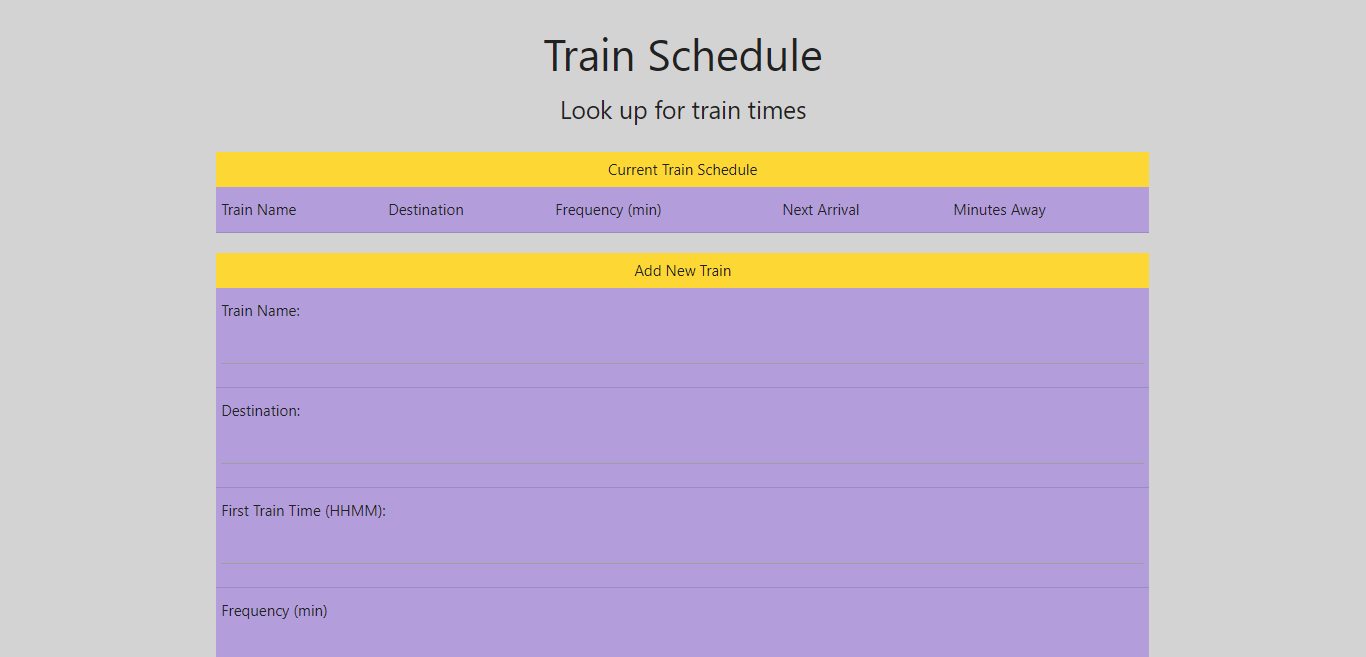 Train Schedule
Look up for train times
Current Train Schedule
Train Name Destination Frequency (min) Next Arrival Minutes Away
Add New Train
Train Name:
Destination:
First Train Time (HHMM):
Frequency (min)